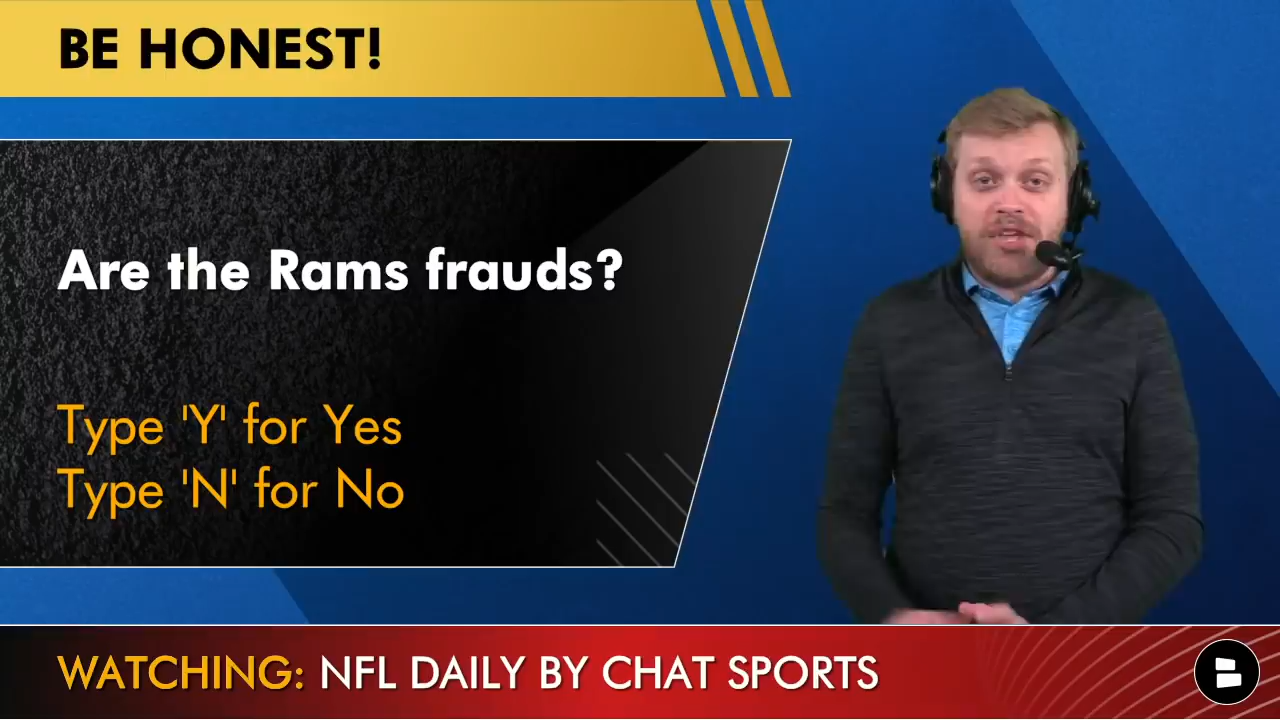 BE HONEST!
Are the Rams frauds?
Type 'Y' for Yes
Type 'N' for No
WATCHING: NFL DAILY BY CHAT SPORTS